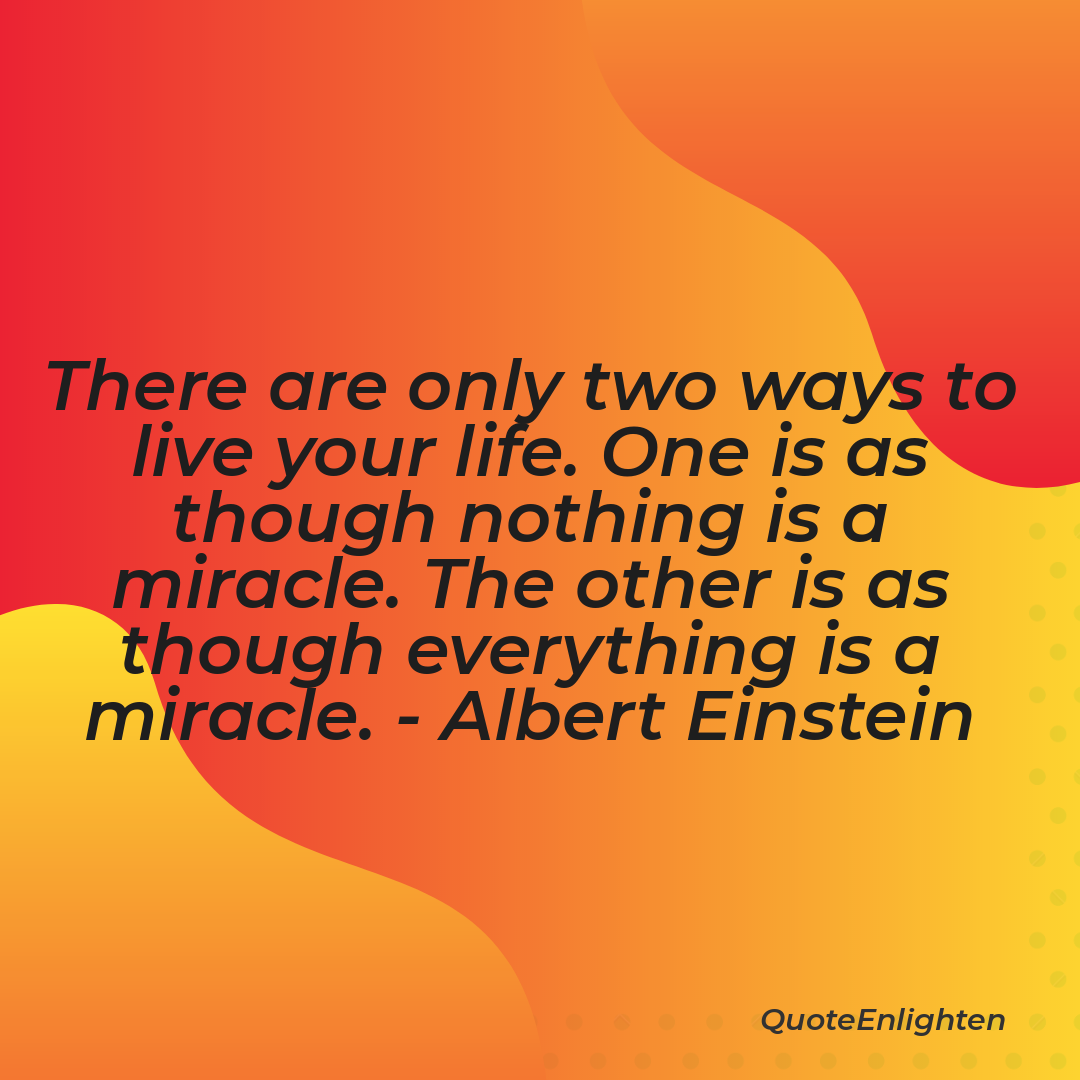 There are only two ways to
live your life. One is as
though nothing is a
miracle. The other is as
though everything is a
miracle. - Albert Einstein
QuoteEnlighten